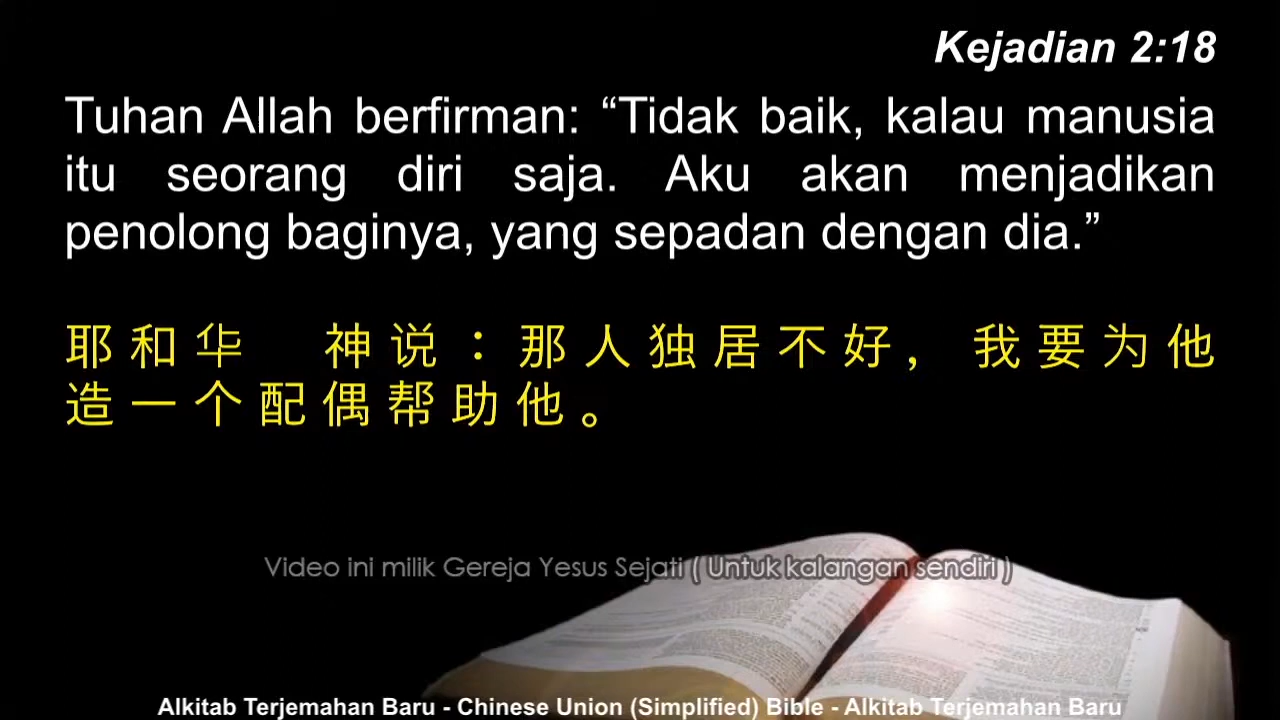 Kejadian 2:18
Tuhan Allah berfirman: “Tidak baik, kalau manusia
itu seorang diri saja. Aku akan menjadikan
penolong baginya, yang sepadan dengan dia.”
耶和华 神说：那人独居不好，我要为他
造一个配偶帮助他。
Video ini milik Gereja Yesus Sejati ( Untuk kalangan sendiri )
Alkitab Terjemahan Baru - Chinese Union (Simplified) Bible - Alkitab Terjemahan Baru